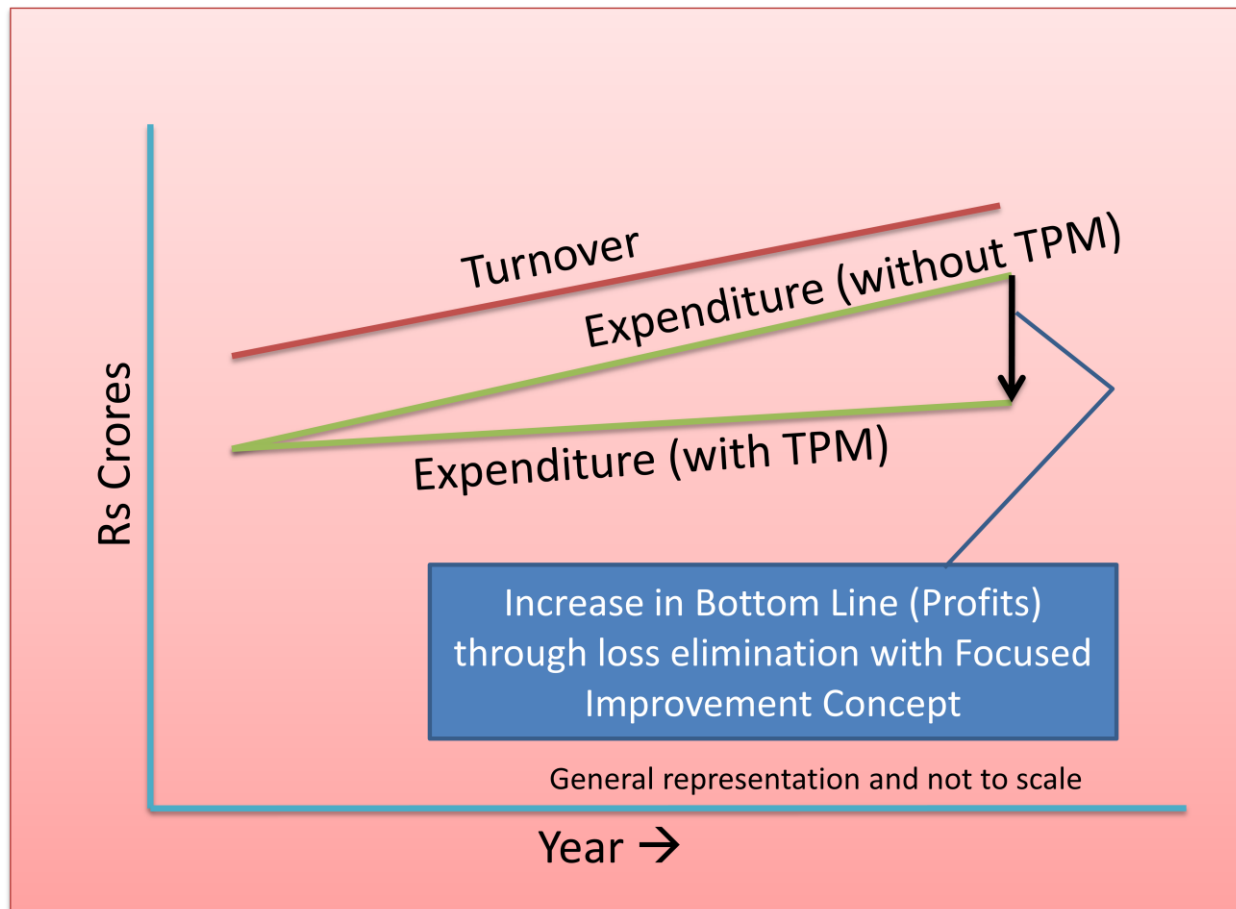 Turnover
Expenditure (without TPM)
Expenditure (with TPM)
Rs Crores
Increase in Bottom Line (Profits)
through loss elimination with Focused
Improvement Concept
General representation and not to scale
Year →